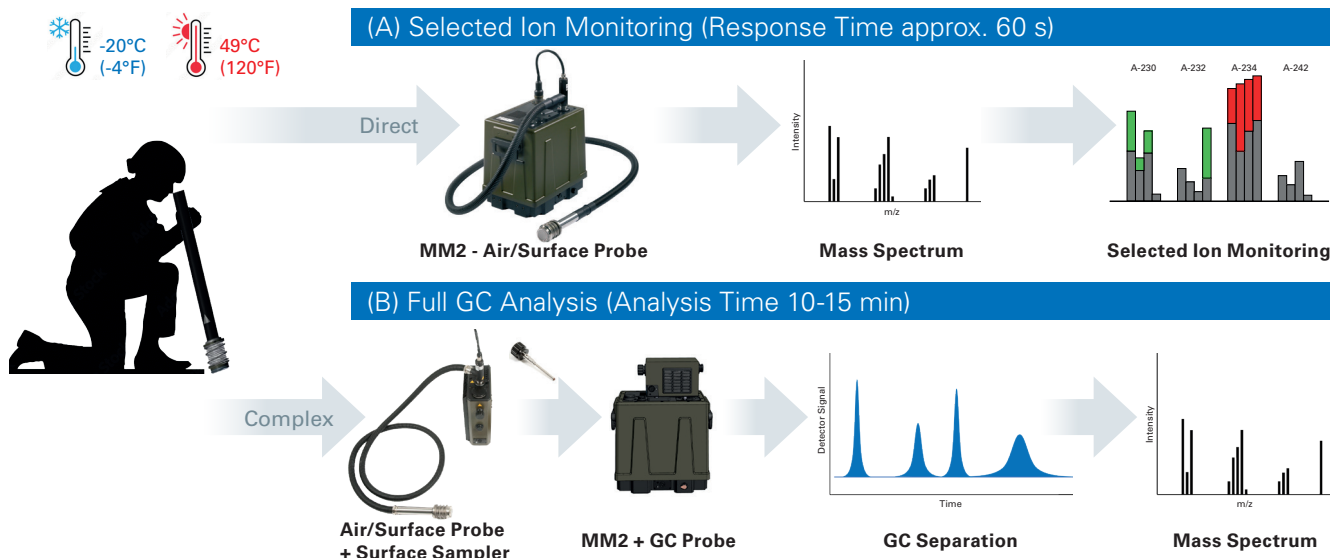 -20°C
(-4°F)
49°C
(120°F)
(A) Selected Ion Monitoring (Response Time approx. 60 s)
Direct
MM2 - Air/Surface Probe
Intensity
m/z
Mass Spectrum
A-230 A-232 A-234 A-242
Selected Ion Monitoring
(B) Full GC Analysis (Analysis Time 10-15 min)
Complex
Air/Surface Probe
+ Surface Sampler
MM2 + GC Probe
Detector Signal
Time
GC Separation
Intensity
m/z
Mass Spectrum